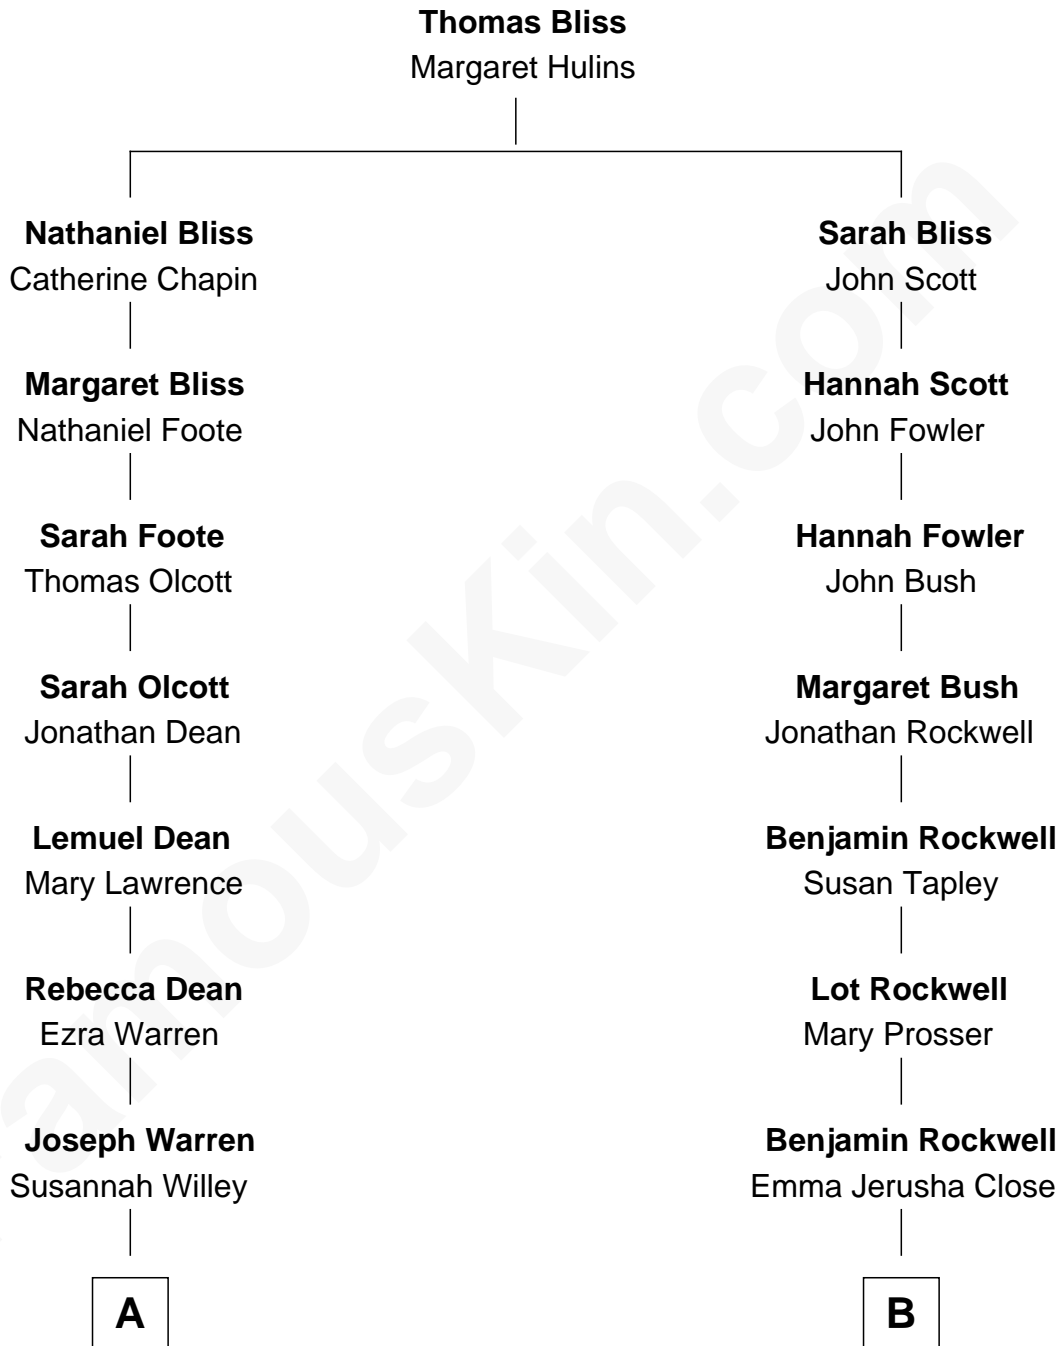 Thomas Bliss
Margaret Hulins
Nathaniel Bliss
Catherine Chapin
Sarah Bliss
John Scott
Margaret Bliss
Nathaniel Foote
Hannah Scott
John Fowler
Sarah Foote
Thomas Olcott
Hannah Fowler
John Bush
Sarah Olcott
Jonathan Dean
Margaret Bush
Jonathan Rockwell
Lemuel Dean
Mary Lawrence
Benjamin Rockwell
Susan Tapley
Rebecca Dean
Ezra Warren
Lot Rockwell
Mary Prosser
Joseph Warren
Susannah Willey
Benjamin Rockwell
Emma Jerusha Close
A
B
famouskin.com